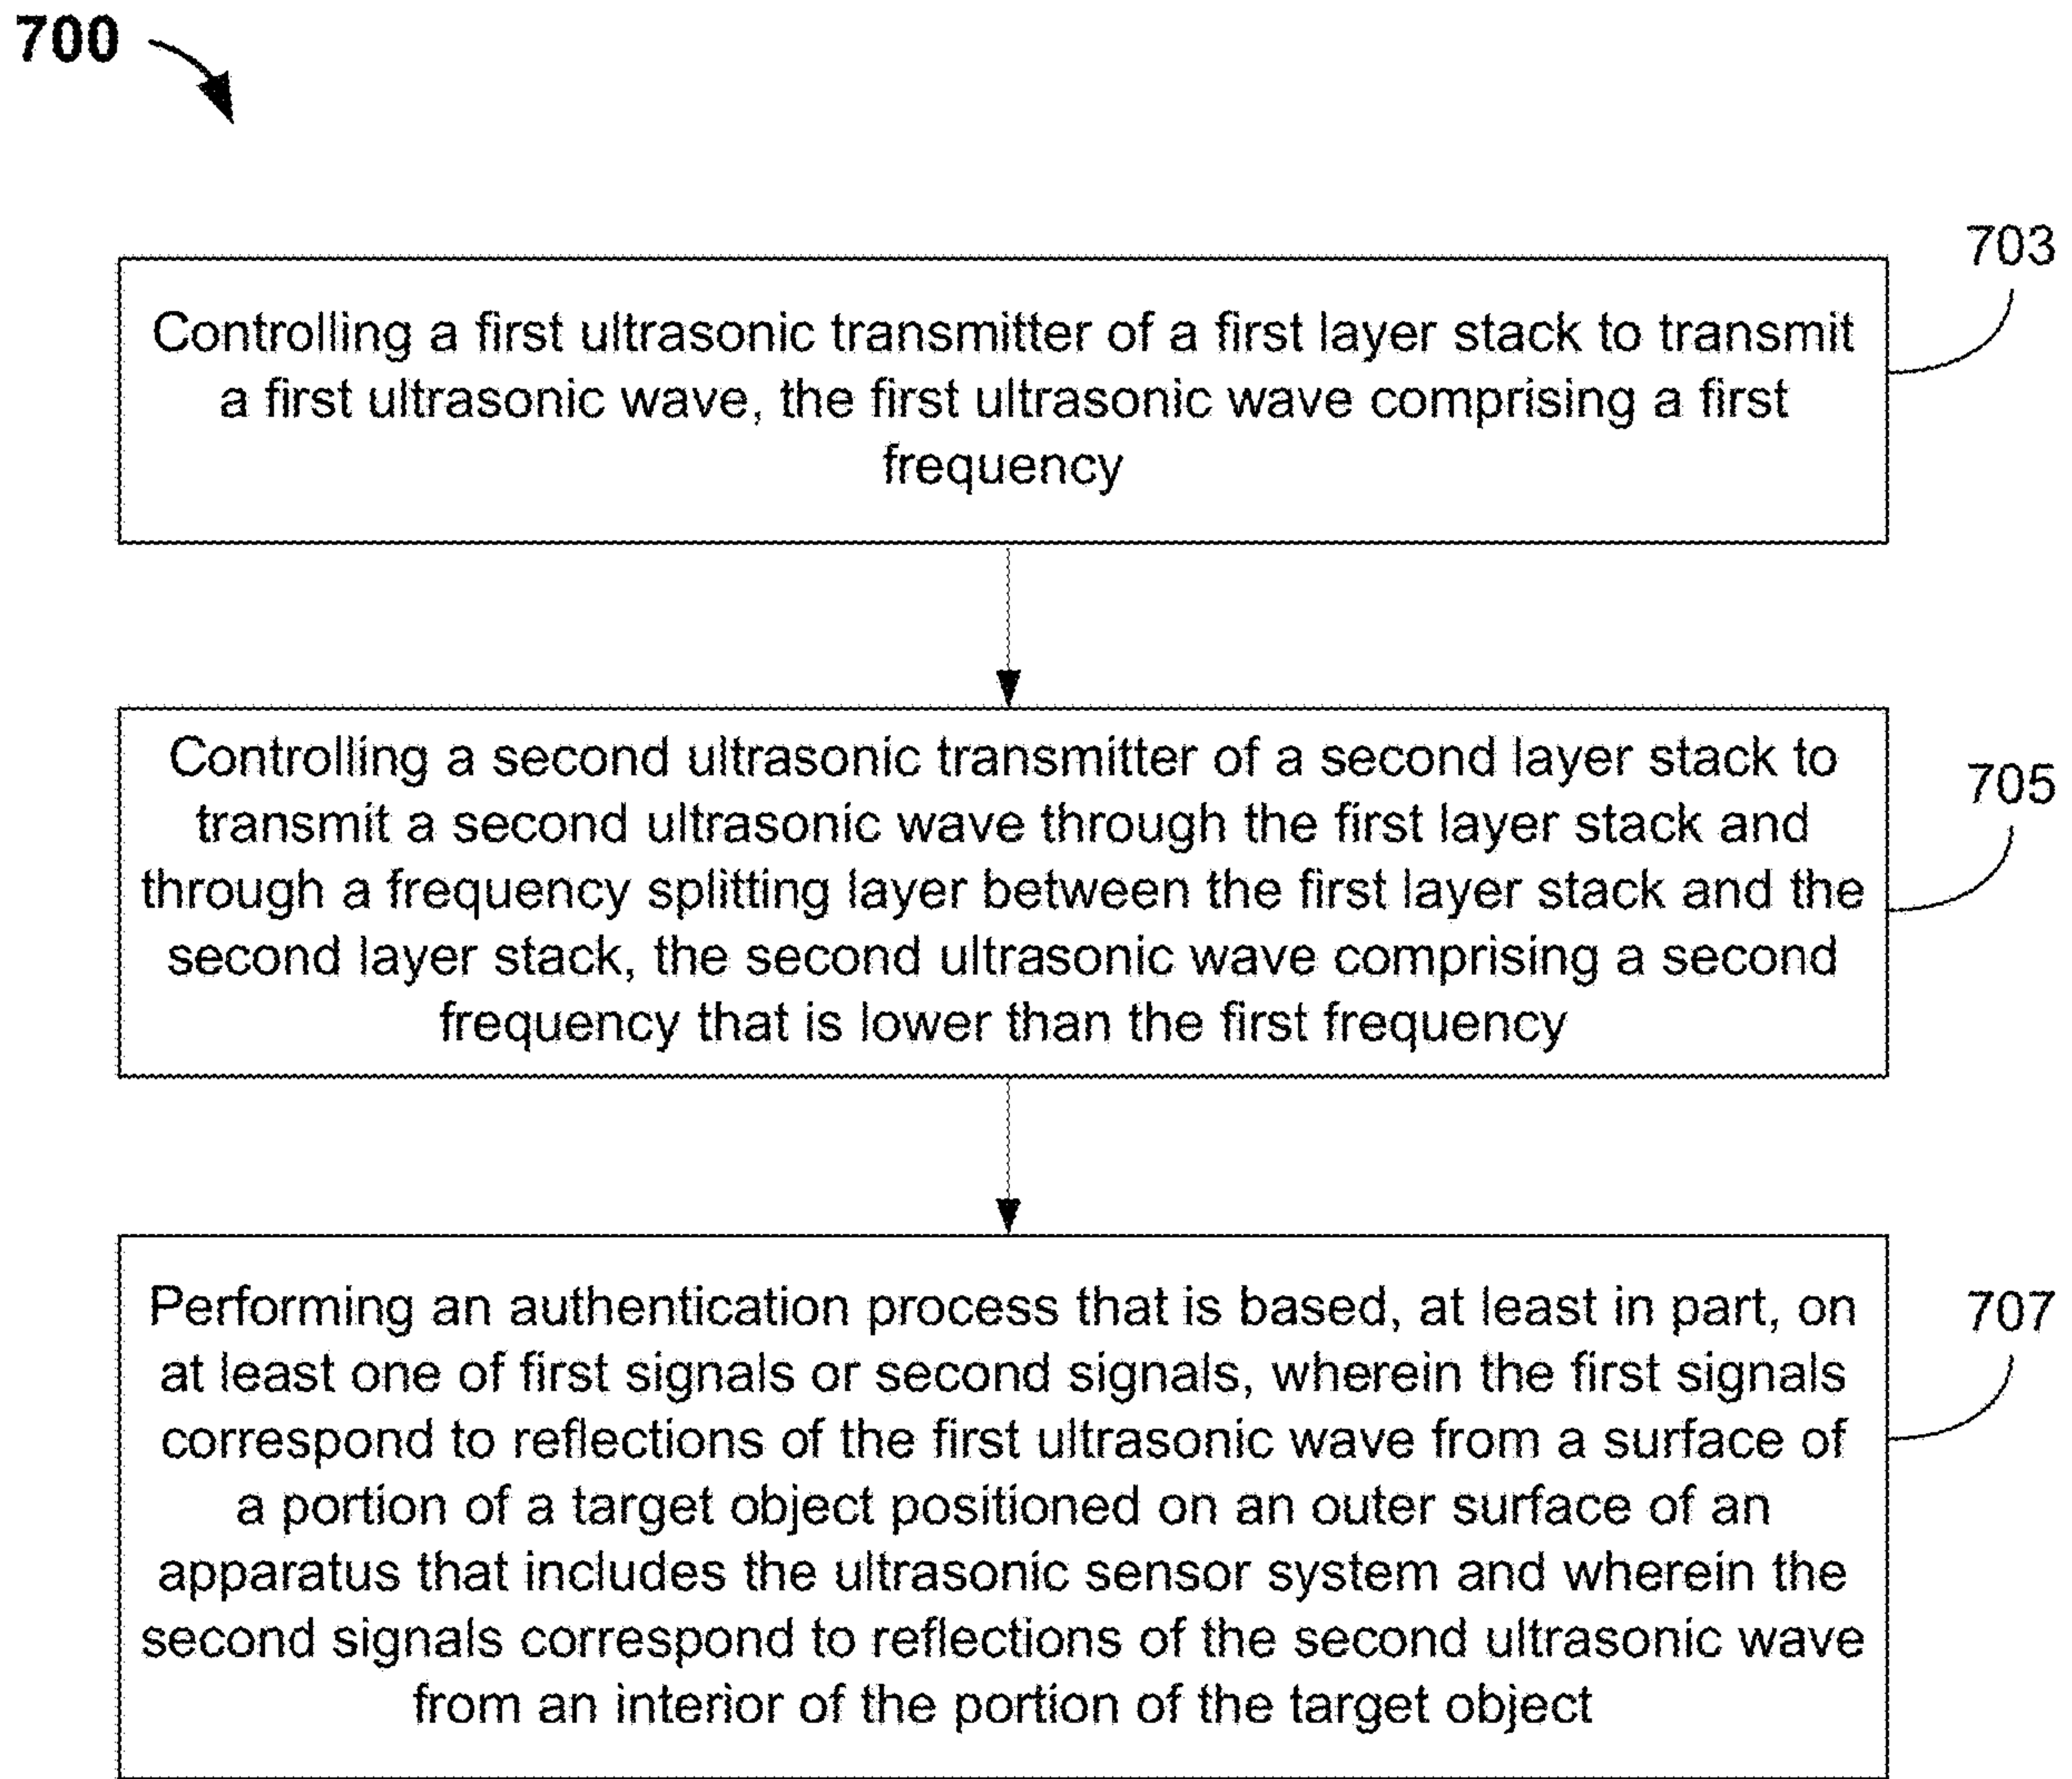 700
703
Controlling a first ultrasonic transmitter of a first layer stack to transmit
a first ultrasonic wave, the first ultrasonic wave comprising a first
frequency
705
Controlling a second ultrasonic transmitter of a second layer stack to
transmit a second ultrasonic wave through the first layer stack and
through a frequency splitting layer between the first layer stack and the
second layer stack, the second ultrasonic wave comprising a second
frequency that is lower than the first frequency
707
Performing an authentication process that is based, at least in part, on
at least one of first signals or second signals, wherein the first signals
correspond to reflections of the first ultrasonic wave from a surface of
a portion of a target object positioned on an outer surface of an
apparatus that includes the ultrasonic sensor system and wherein the
second signals correspond to reflections of the second ultrasonic wave
from an interior of the portion of the target object